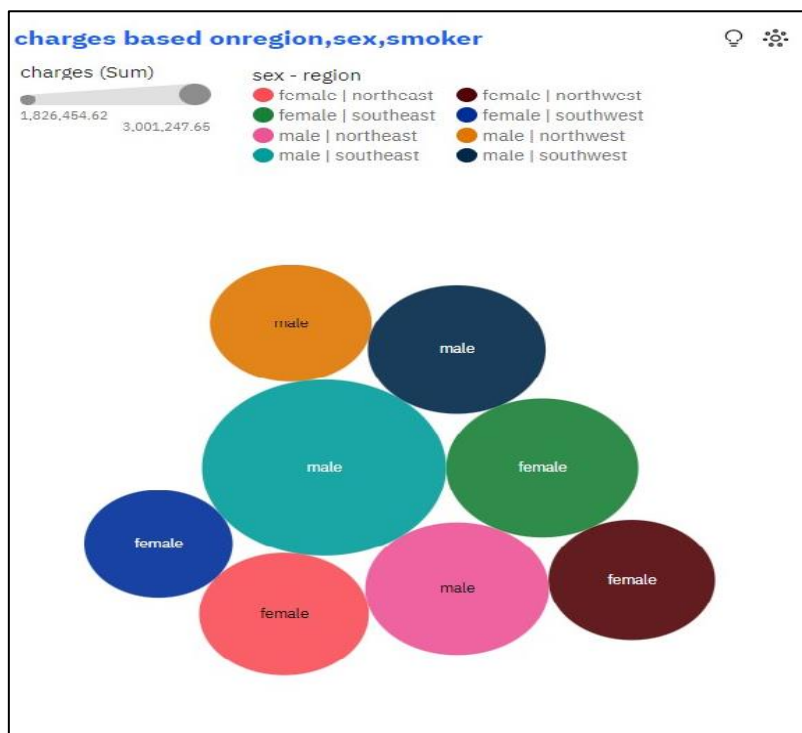 charges based onregion,sex,smoker
charges (Sum)
1,826,454.62
3,001,247.65
sex - region
female | northeast
female | northwest
female | southeast
female | southwest
male | northeast
male | northwest
male | southeast
male | southwest
male
male
male
female
female
female
male
female